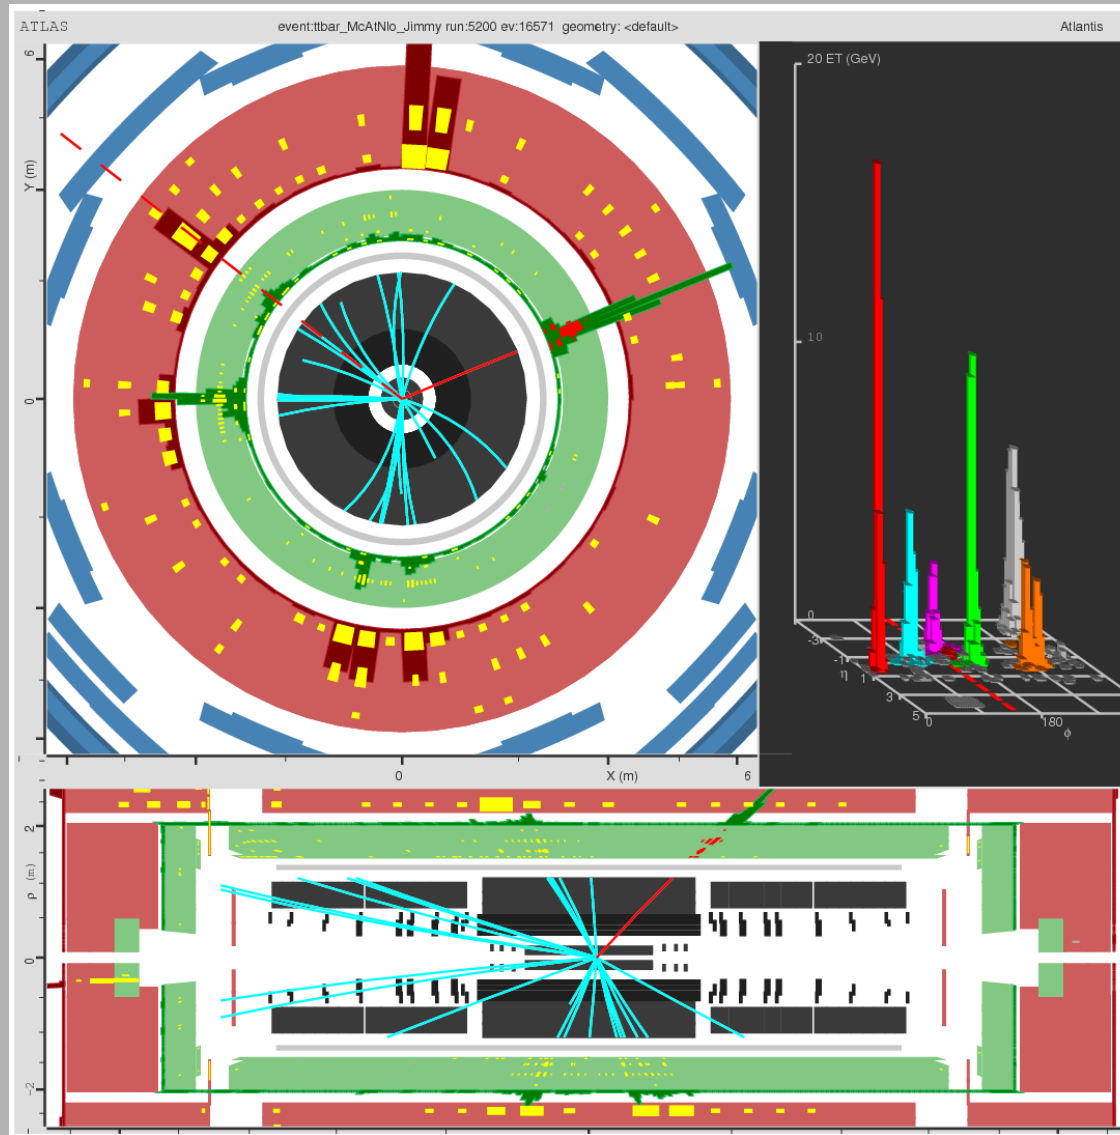 ATLAS event:ttbar_McAtNlo_Jimmy run:5200 ev:16571 geometry: <default> Atlantis
6
Y (m)
0
0 X (m) 6
20 ET (GeV)
10
0
-3
-1
η 1
3
5 0 180
ϕ
2
ρ (m)
0
−2